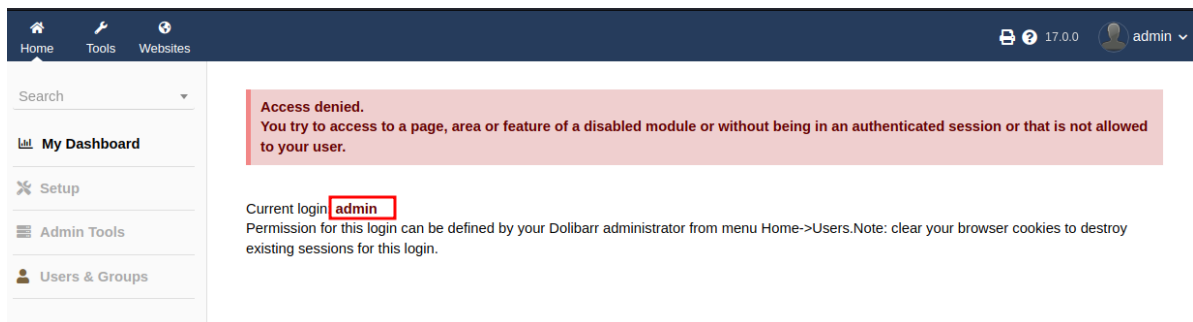 Home Tools Websites 17.0.0 admin
Search
My Dashboard
Setup
Admin Tools
Users & Groups
Access denied.
You try to access to a page, area or feature of a disabled module or without being in an authenticated session or that is not allowed
to your user.
Current login admin
Permission for this login can be defined by your Dolibarr administrator from menu Home->Users.Note: clear your browser cookies to destroy
existing sessions for this login.